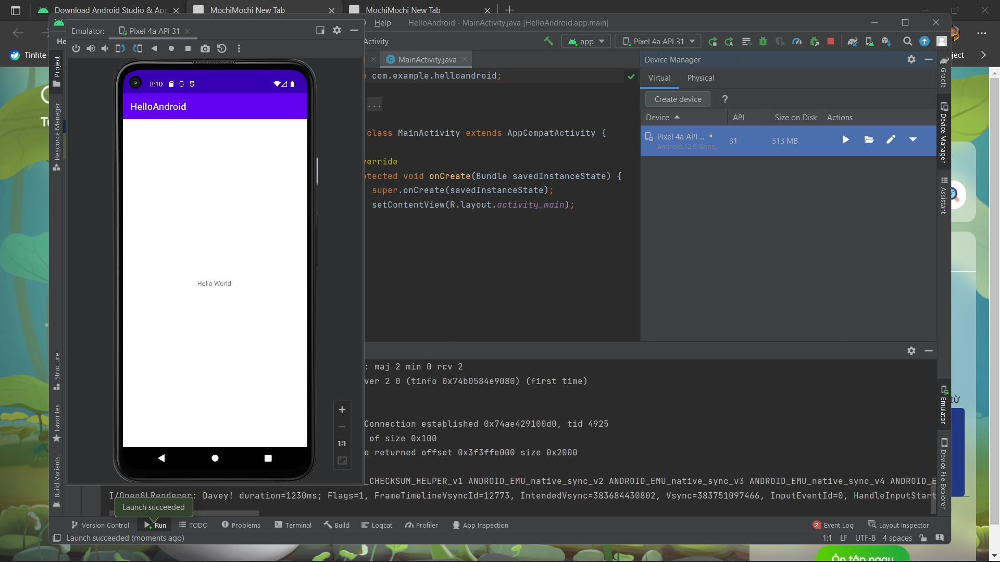 Download Android Studio & Ap
MochiMochi New Tab
MochiMochi New Tab
Help
HelloAndroid - MainActivity.java [HelloAndroid.app.main]
Emulator:
Pixel 4a API 31
He
Activity
app
Pixel 4a API 31
Tinhte
ject
MainActivity.java
Device Manager
8:10
HelloAndroid
Hello World!
com.example.helloandroid;
...
class MainActivity extends AppCompatActivity {
erride
tected void onCreate(Bundle savedInstanceState) {
super.onCreate(savedInstanceState);
setContentView(R.layout.activity_main);
Virtual
Physical
Create device
?
Device
API
Size on Disk
Actions
Pixel 4a API ...
31
513 MB
Android 12.0 Goog..
Project
Resource Manager
Structure
Favorites
Build Variants
Gradle
Device Manager
Assistant
Emulator
Device File Explorer
từ
1:1
: maj 2 min 0 rcv 2
ver 2 0 (tinfo 0x74b0584e9080) (first time)
Connection established 0x74ae429100d0, tid 4925
of size 0x100
e returned offset 0x3f3ffe000 size 0x2000
_CHECKSUM_HELPER_v1 ANDROID_EMU_native_sync_v2 ANDROID_EMU_native_sync_v3 ANDROID_EMU_native_sync_v4 ANDROID_E
I/OpenGLRenderer: Davey! duration=1230ms; Flags=1, FrameTimelineVsyncId=12773, IntendedVsync=383684430802, Vsync=383751097466, InputEventId=0, HandleInputStart
Launch succeeded
Version Control
Run
TODO
Problems
Terminal
Build
Logcat
Profiler
App Inspection
2
Event Log
Layout Inspector
Launch succeeded (moments ago)
1:1
LF
UTF-8
4 spaces
Ôn tập ngay